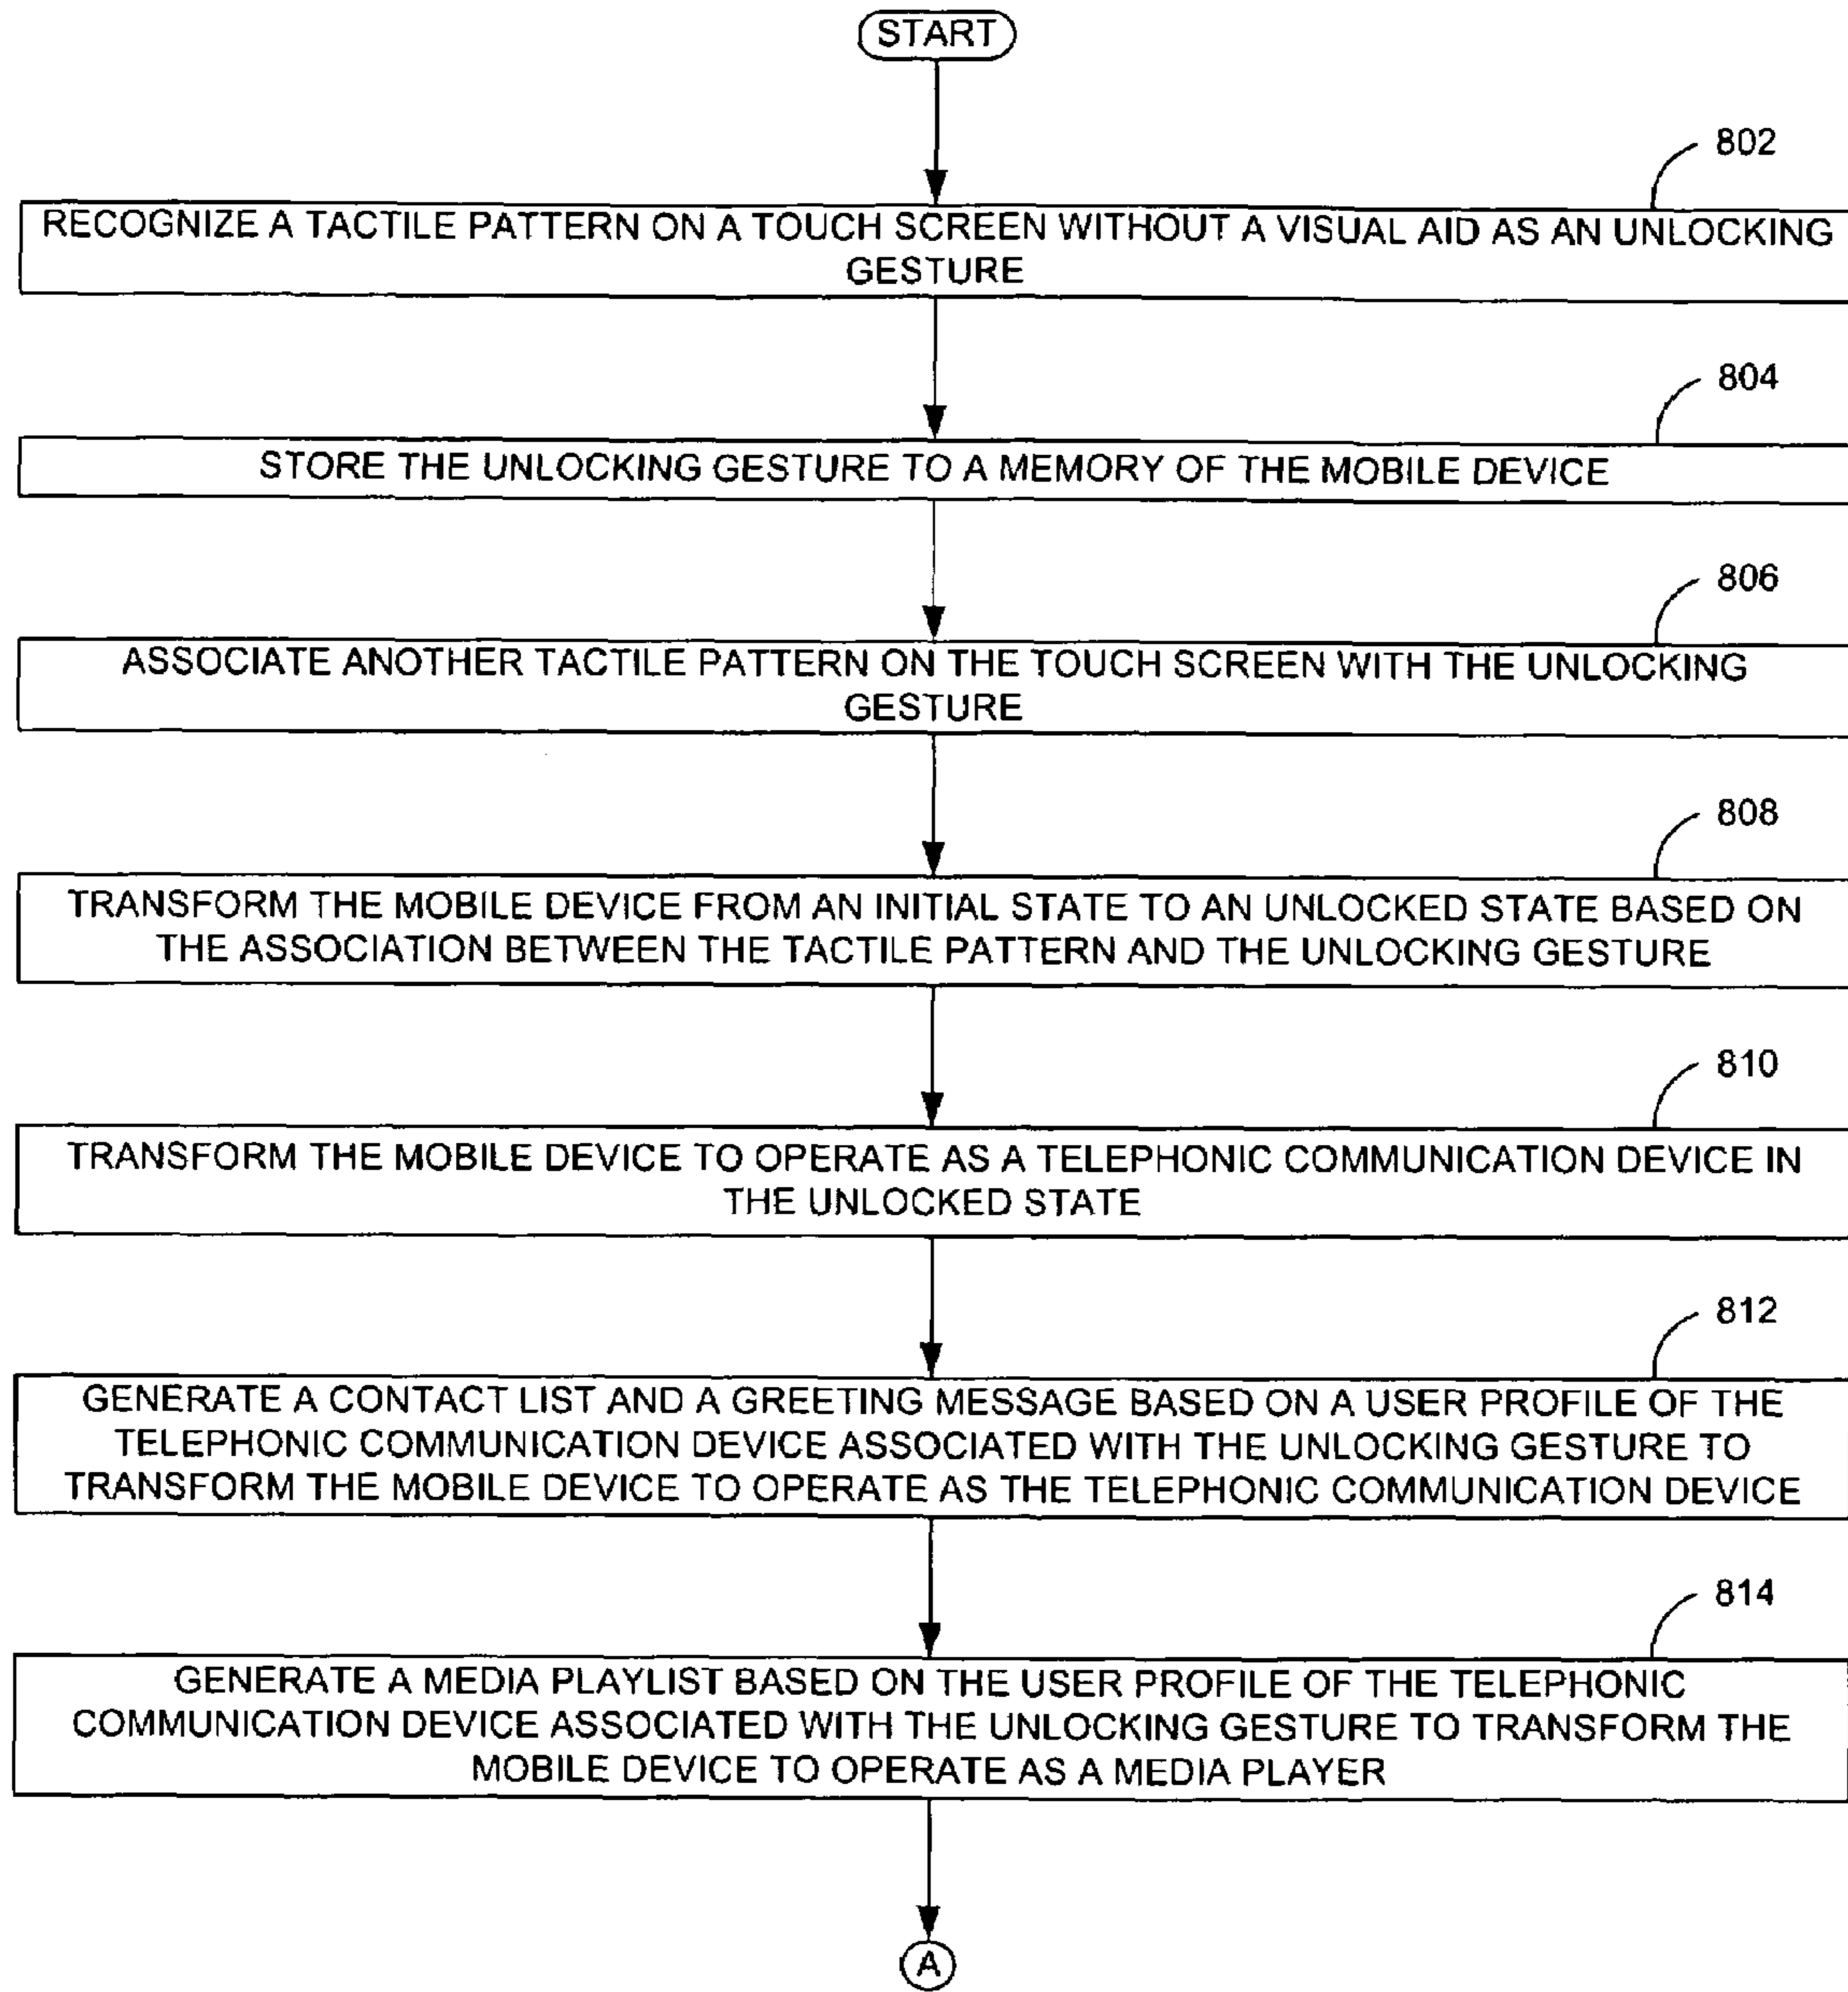 START
802
RECOGNIZE A TACTILE PATTERN ON A TOUCH SCREEN WITHOUT A VISUAL AID AS AN UNLOCKING
GESTURE
804
STORE THE UNLOCKING GESTURE TO A MEMORY OF THE MOBILE DEVICE
806
ASSOCIATE ANOTHER TACTILE PATTERN ON THE TOUCH SCREEN WITH THE UNLOCKING
GESTURE
808
TRANSFORM THE MOBILE DEVICE FROM AN INITIAL STATE TO AN UNLOCKED STATE BASED ON
THE ASSOCIATION BETWEEN THE TACTILE PATTERN AND THE UNLOCKING GESTURE
810
TRANSFORM THE MOBILE DEVICE TO OPERATE AS A TELEPHONIC COMMUNICATION DEVICE IN
THE UNLOCKED STATE
812
GENERATE A CONTACT LIST AND A GREETING MESSAGE BASED ON A USER PROFILE OF THE
TELEPHONIC COMMUNICATION DEVICE ASSOCIATED WITH THE UNLOCKING GESTURE TO
TRANSFORM THE MOBILE DEVICE TO OPERATE AS THE TELEPHONIC COMMUNICATION DEVICE
814
GENERATE A MEDIA PLAYLIST BASED ON THE USER PROFILE OF THE TELEPHONIC
COMMUNICATION DEVICE ASSOCIATED WITH THE UNLOCKING GESTURE TO TRANSFORM THE
MOBILE DEVICE TO OPERATE AS A MEDIA PLAYER
A